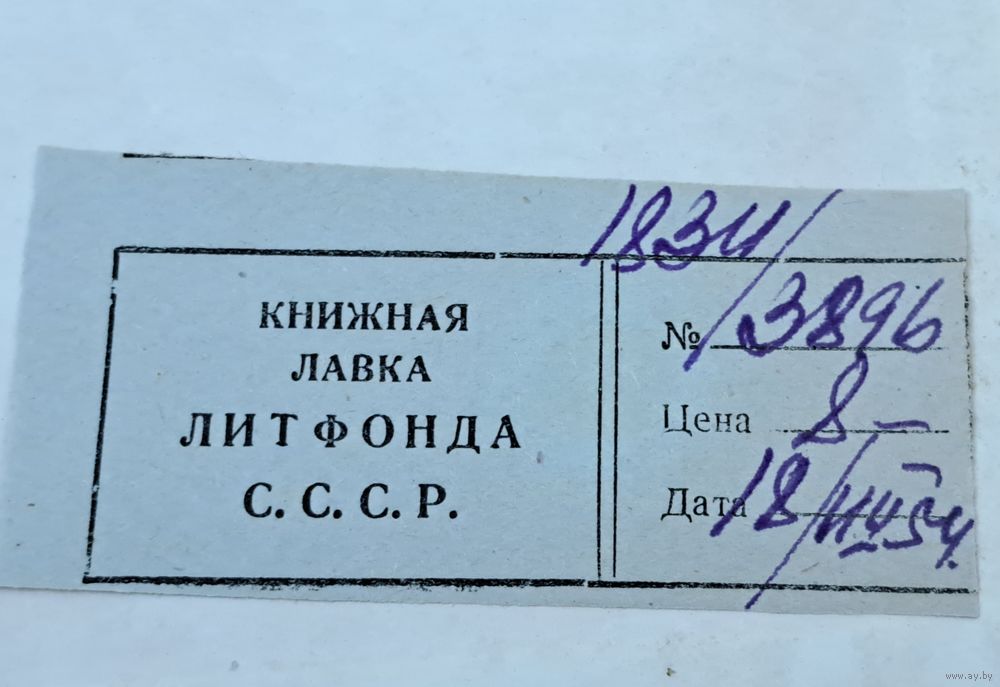 КНИЖНАЯ
ЛАВКА
ЛИТФОНДА
С. С. С. Р.
1834/
№ 3896
Цена 8 –
Дата 18/
www.ay.by